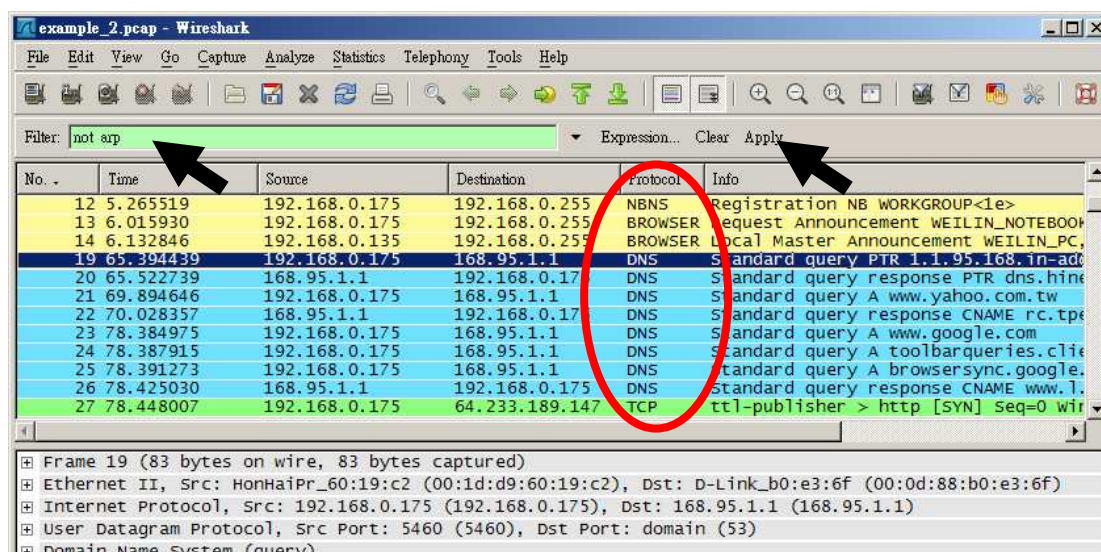 example_2.pcap - Wireshark
File Edit View Go Capture Analyze Statistics Telephony Tools Help
Filter: not arp Expression... Clear Apply
No. . Time Source Destination Protocol Info
12 5.265519 192.168.0.175 192.168.0.255 NBNS Registration NB WORKGROUP<1e>
13 6.015930 192.168.0.175 192.168.0.255 BROWSER Request Announcement WEILIN_NOTEBOOK
14 6.132846 192.168.0.135 192.168.0.255 BROWSER Local Master Announcement WEILIN_PC,
19 65.394439 192.168.0.175 168.95.1.1 DNS Standard query PTR 1.1.95.168.in-add
20 65.522739 168.95.1.1 192.168.0.175 DNS Standard query response PTR dns.hine
21 69.894646 192.168.0.175 168.95.1.1 DNS Standard query A www.yahoo.com.tw
22 70.028357 168.95.1.1 192.168.0.175 DNS Standard query response CNAME rc.tpe
23 78.384975 192.168.0.175 168.95.1.1 DNS Standard query A www.google.com
24 78.387915 192.168.0.175 168.95.1.1 DNS Standard query A toolbarqueries.clie
25 78.391273 192.168.0.175 168.95.1.1 DNS Standard query A browsersync.google.
26 78.425030 168.95.1.1 192.168.0.175 DNS Standard query response CNAME www.l.
27 78.448007 192.168.0.175 64.233.189.147 TCP ttl-publisher > http [SYN] Seq=0 Win
Frame 19 (83 bytes on wire, 83 bytes captured)
Ethernet II, Src: HonHaiPr_60:19:c2 (00:1d:d9:60:19:c2), Dst: D-Link_b0:e3:6f (00:0d:88:b0:e3:6f)
Internet Protocol, Src: 192.168.0.175 (192.168.0.175), Dst: 168.95.1.1 (168.95.1.1)
User Datagram Protocol, Src Port: 5460 (5460), Dst Port: domain (53)
Domain Name System (query)